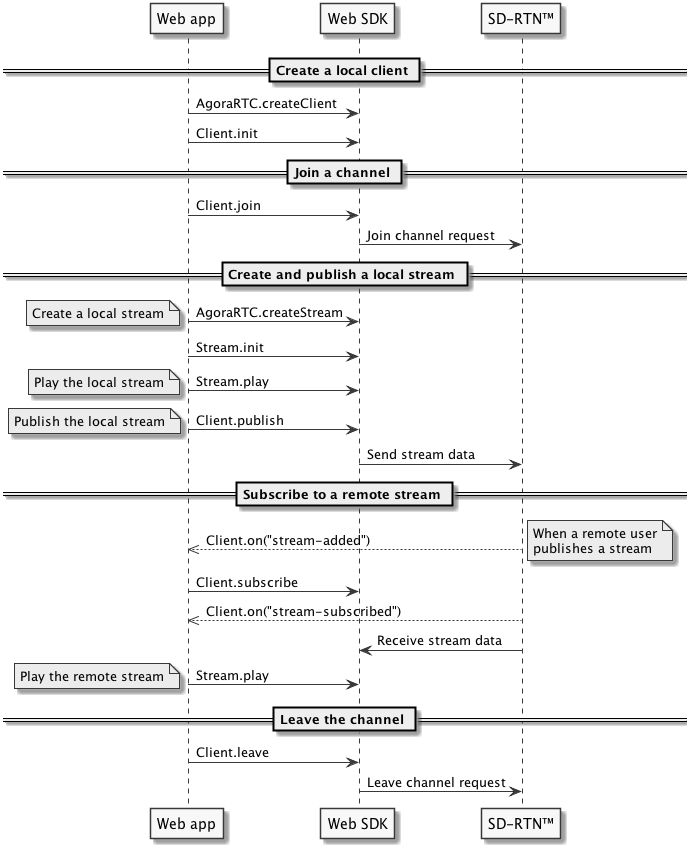 Web app
Web SDK
SD-RTN™
Create a local client
AgoraRTC.createClient
Client.init
Join a channel
Client.join
Join channel request
Create and publish a local stream
Create a local stream
AgoraRTC.createStream
Stream.init
Play the local stream
Stream.play
Publish the local stream
Client.publish
Send stream data
Subscribe to a remote stream
When a remote user
publishes a stream
Client.on("stream-added")
Client.subscribe
Client.on("stream-subscribed")
Receive stream data
Play the remote stream
Stream.play
Leave the channel
Client.leave
Leave channel request
Web app
Web SDK
SD-RTN™